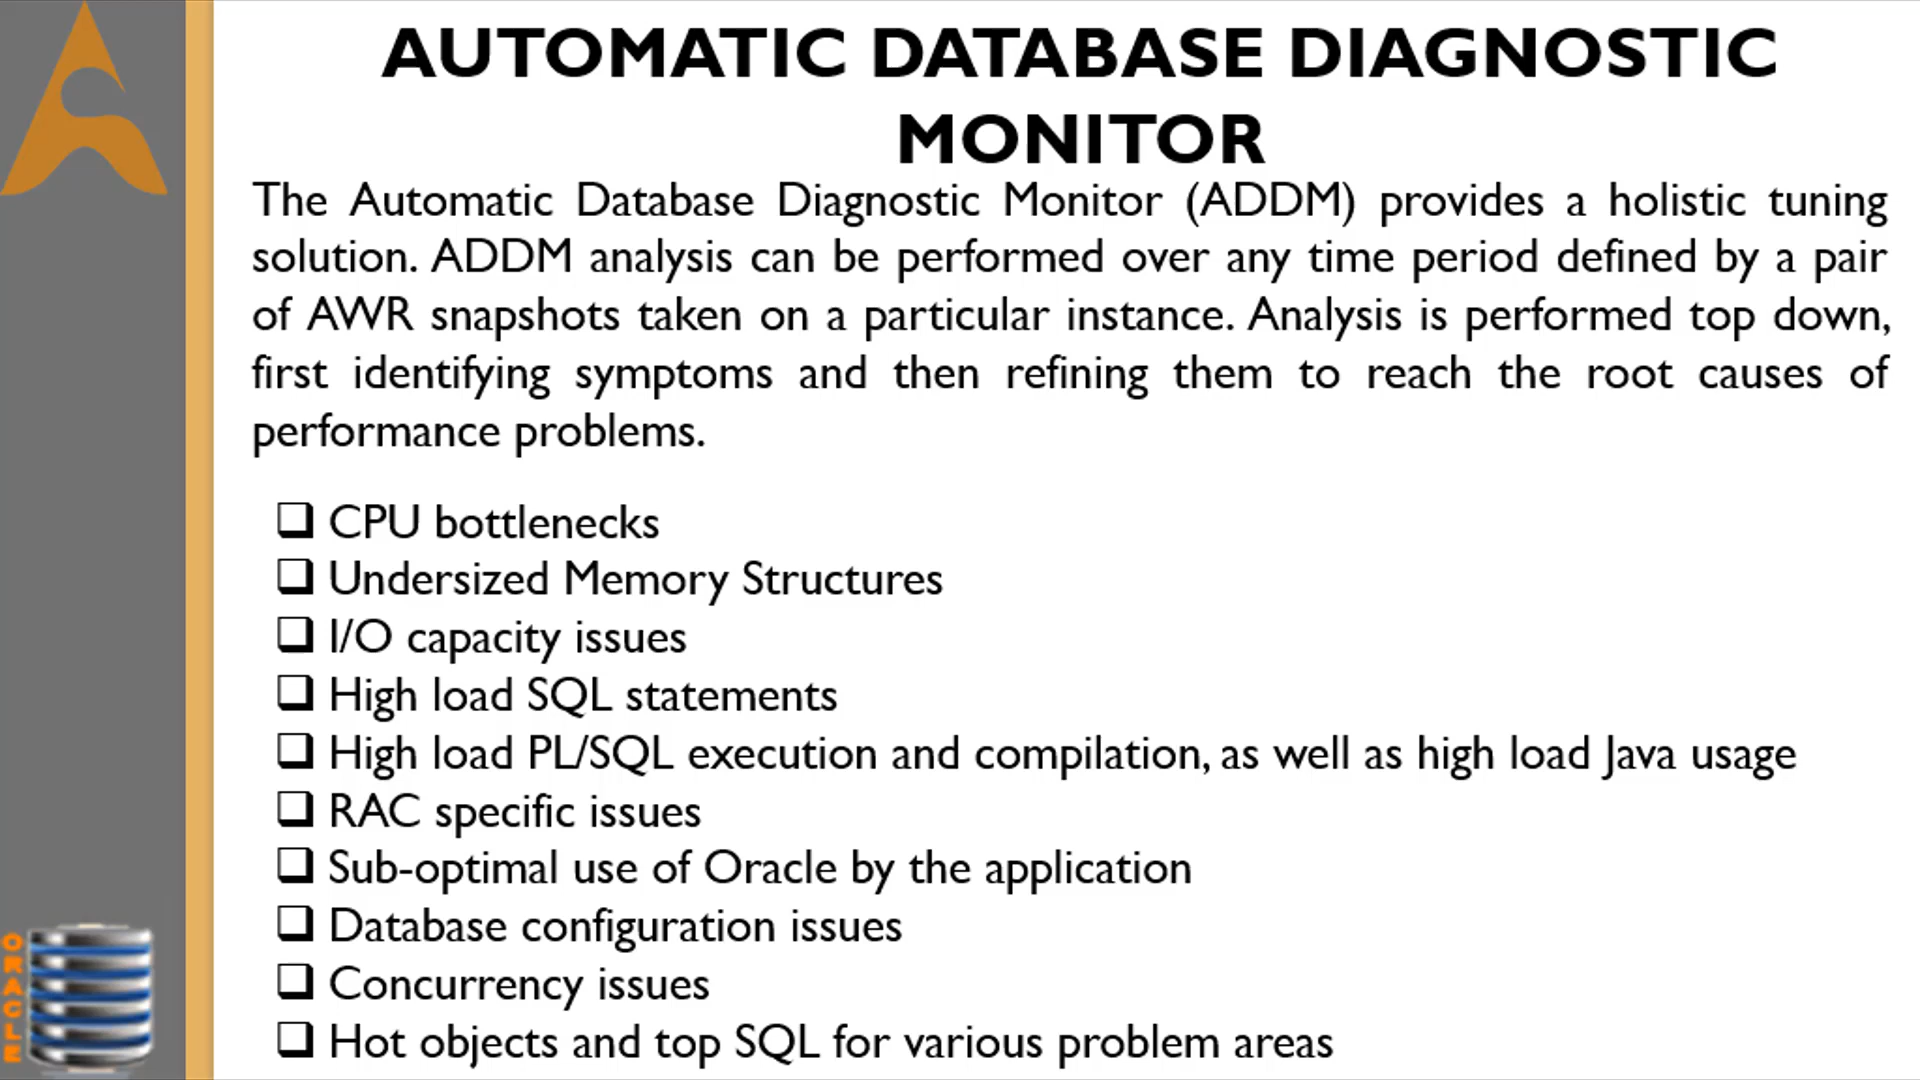 AUTOMATIC DATABASE DIAGNOSTIC
MONITOR
The Automatic Database Diagnostic Monitor (ADDM) provides a holistic tuning
solution. ADDM analysis can be performed over any time period defined by a pair
of AWR snapshots taken on a particular instance. Analysis is performed top down,
first identifying symptoms and then refining them to reach the root causes of
performance problems.
❑ CPU bottlenecks
❑ Undersized Memory Structures
❑ I/O capacity issues
❑ High load SQL statements
❑ High load PL/SQL execution and compilation, as well as high load Java usage
❑ RAC specific issues
❑ Sub-optimal use of Oracle by the application
❑ Database configuration issues
❑ Concurrency issues
❑ Hot objects and top SQL for various problem areas
ORACLE